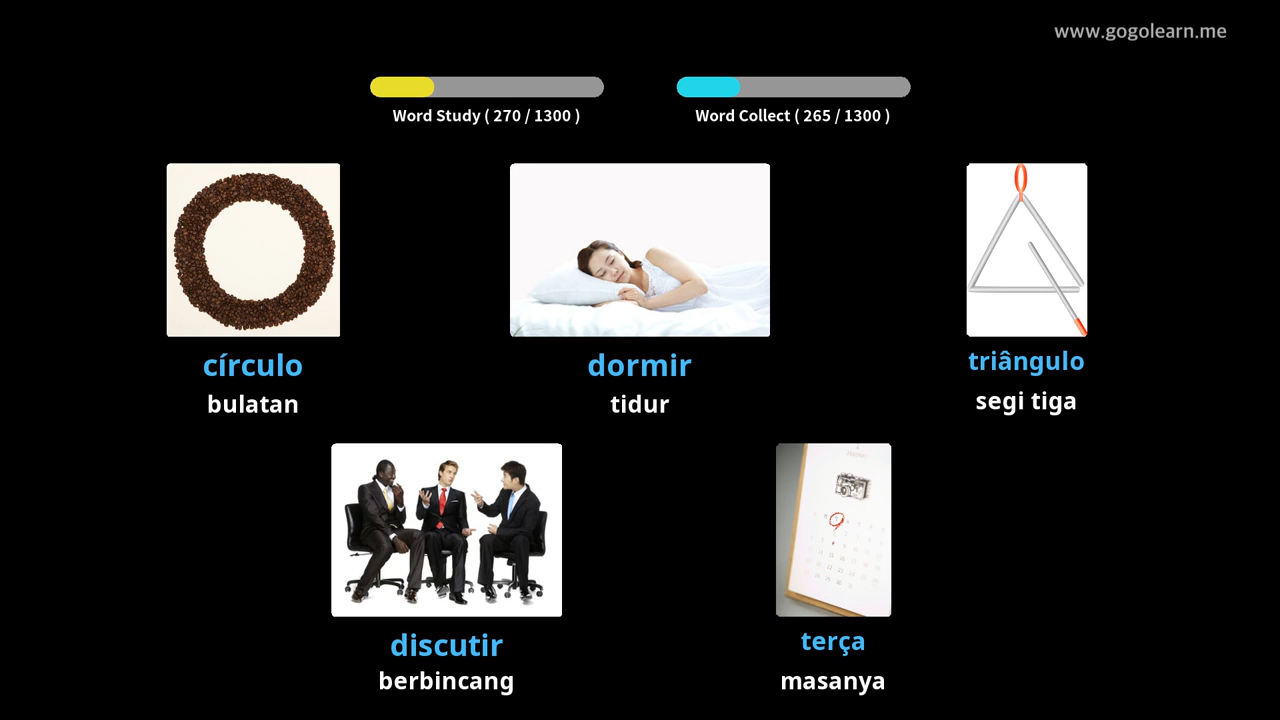 www.gogolearn.me
Word Study ( 270 / 1300 )
Word Collect ( 265 / 1300 )
círculo
dormir
triângulo
bulatan
tidur
segi tiga
discutir
terça
berbincang
masanya